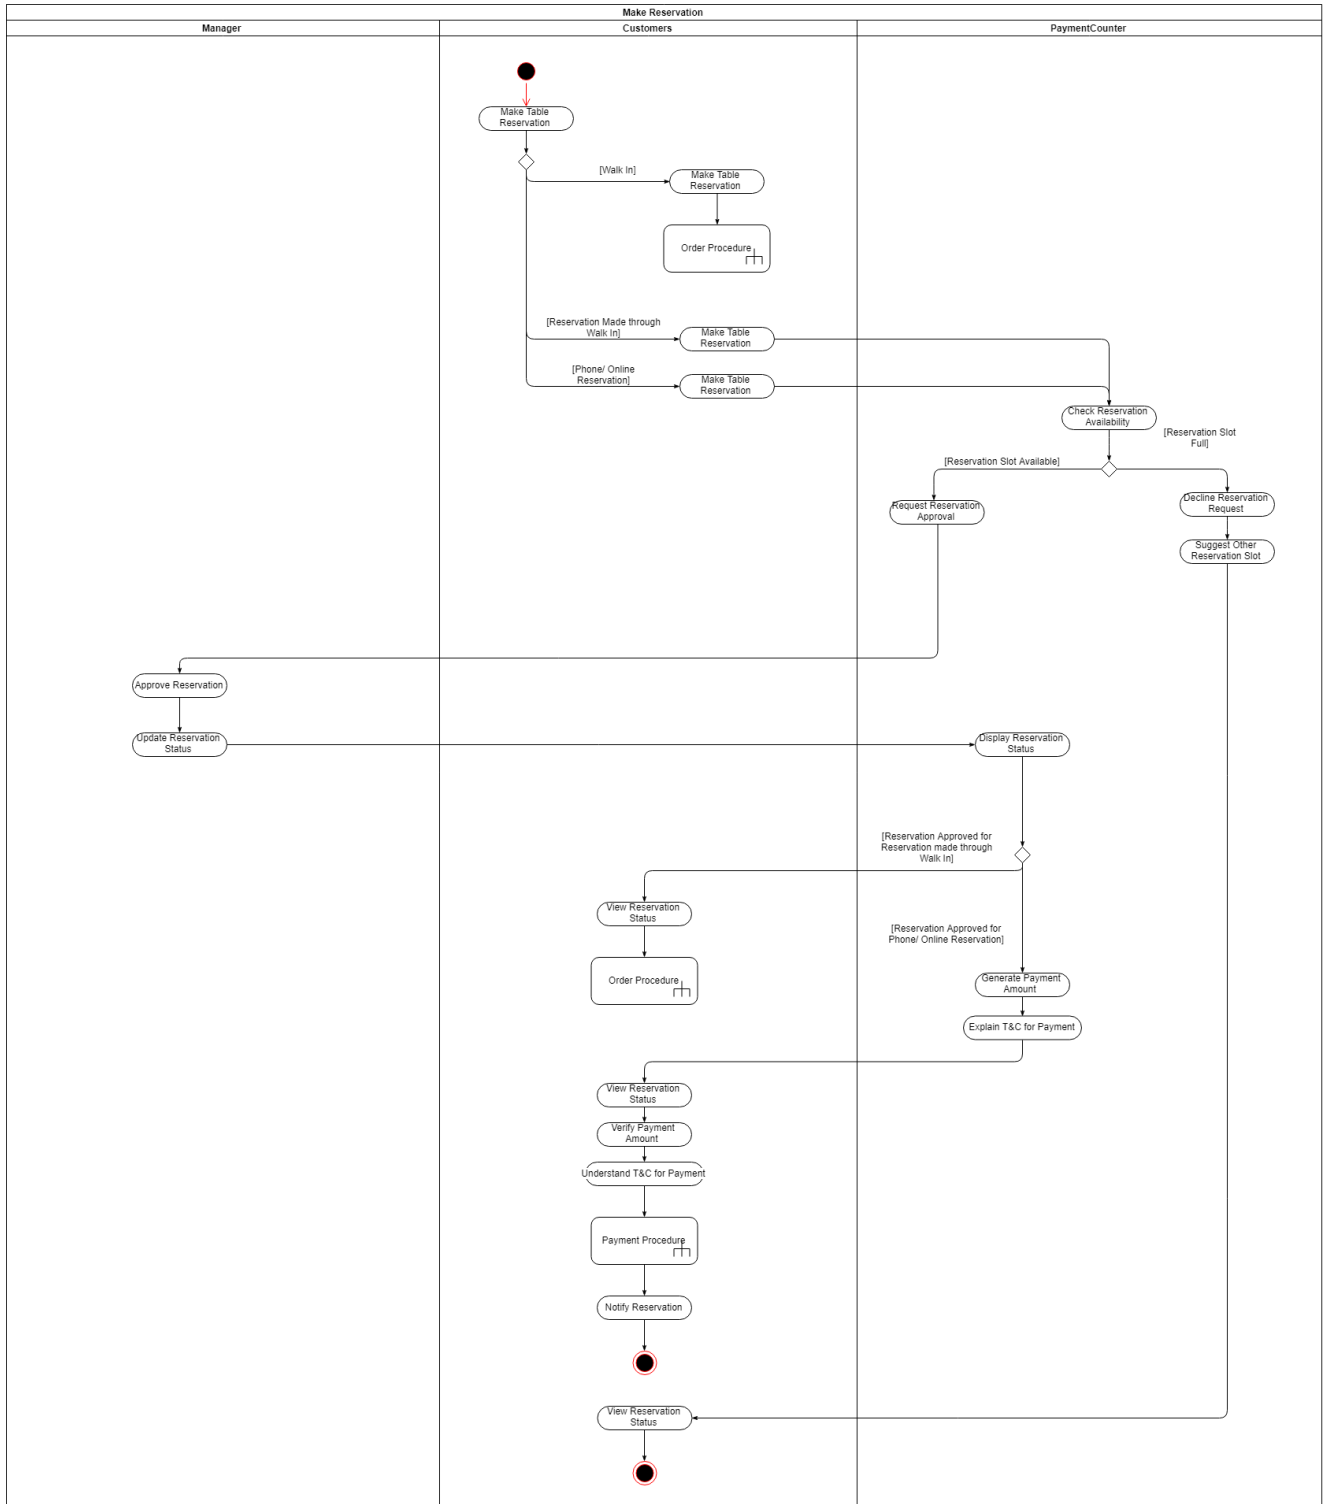 Make Reservation
Manager
Customers
PaymentCounter
Make Table
Reservation
[Walk In]
Make Table
Reservation
Order Procedure
[Reservation Made through
Walk In]
Make Table
Reservation
[Phone/ Online
Reservation]
Make Table
Reservation
Check Reservation
Availability
[Reservation Slot
Full]
[Reservation Slot Available]
Request Reservation
Approval
Decline Reservation
Request
Suggest Other
Reservation Slot
Approve Reservation
Update Reservation
Status
Display Reservation
Status
[Reservation Approved for
Reservation made through
Walk In]
View Reservation
Status
[Reservation Approved for
Phone/ Online Reservation]
Order Procedure
Generate Payment
Amount
Explain T&C for Payment
View Reservation
Status
Verify Payment
Amount
Understand T&C for Payment
Payment Procedure
Notify Reservation
View Reservation
Status